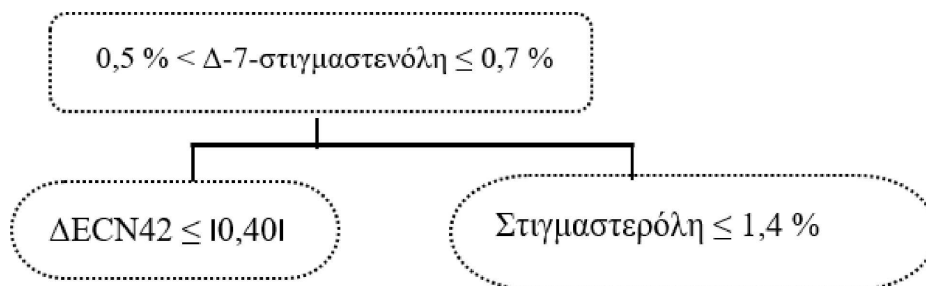 0,5 % < Δ-7-στιγμαστενόλη ≤ 0,7 %
ΔECN42 ≤ |0,40|
Στιγμαστερόλη ≤ 1,4 %